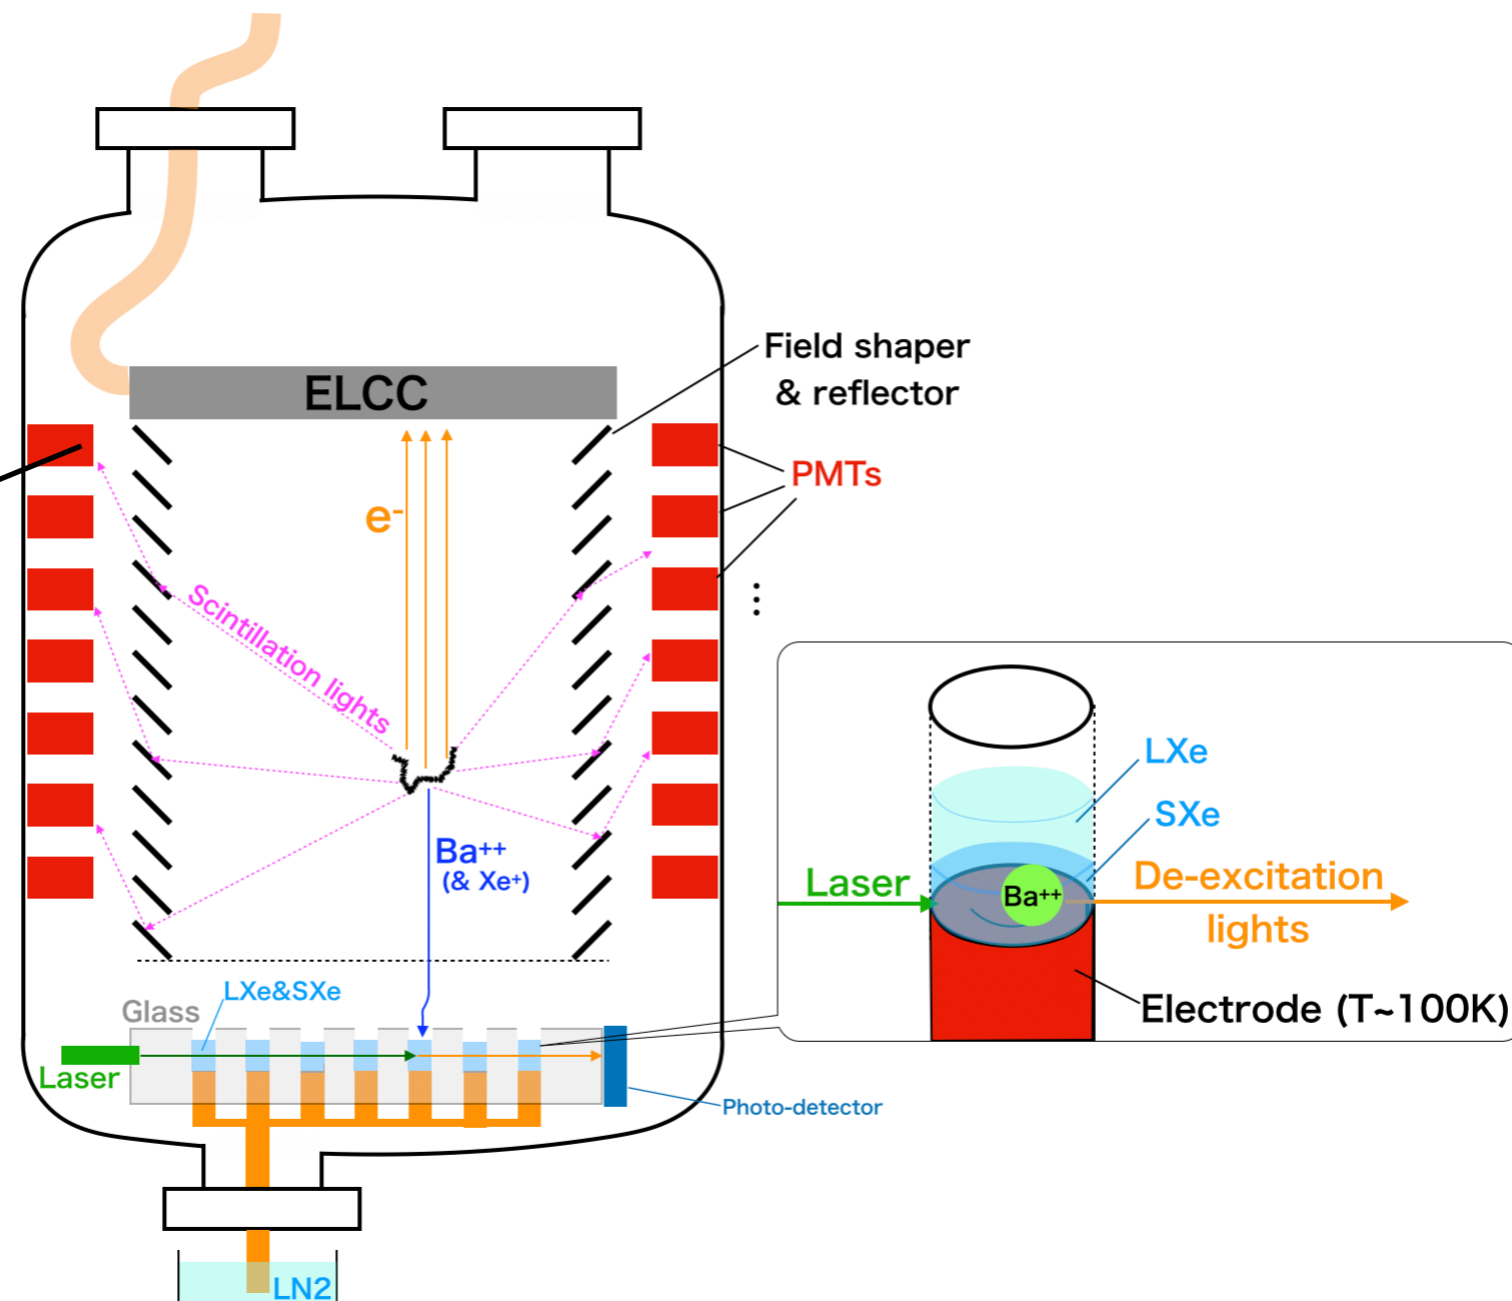 Field shaper
& reflector
ELCC
PMTs
e-
Scintillation lights
Ba++
(& Xe+)
LXe
SXe
Laser
Ba++
De-excitation
lights
Electrode (T~100K)
LXe&SXe
Glass
Laser
Photo-detector
LN2